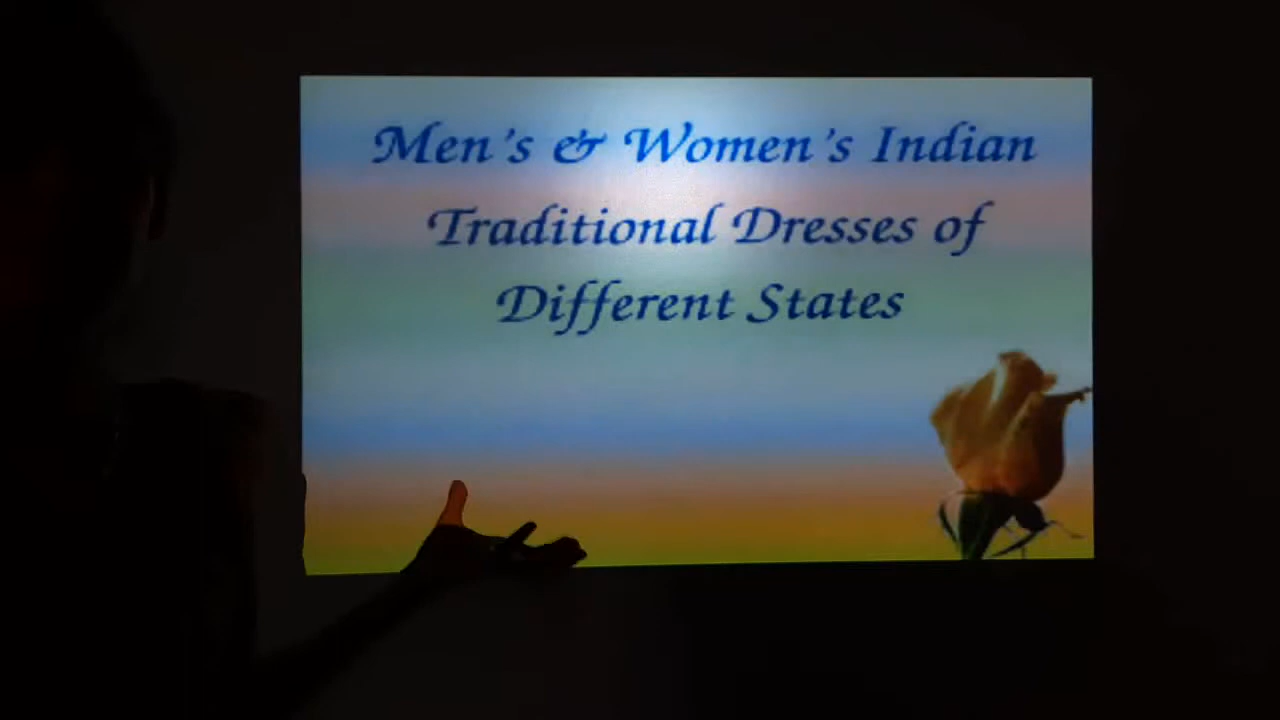 Men's & Women's Indian
Traditional Dresses of
Different States